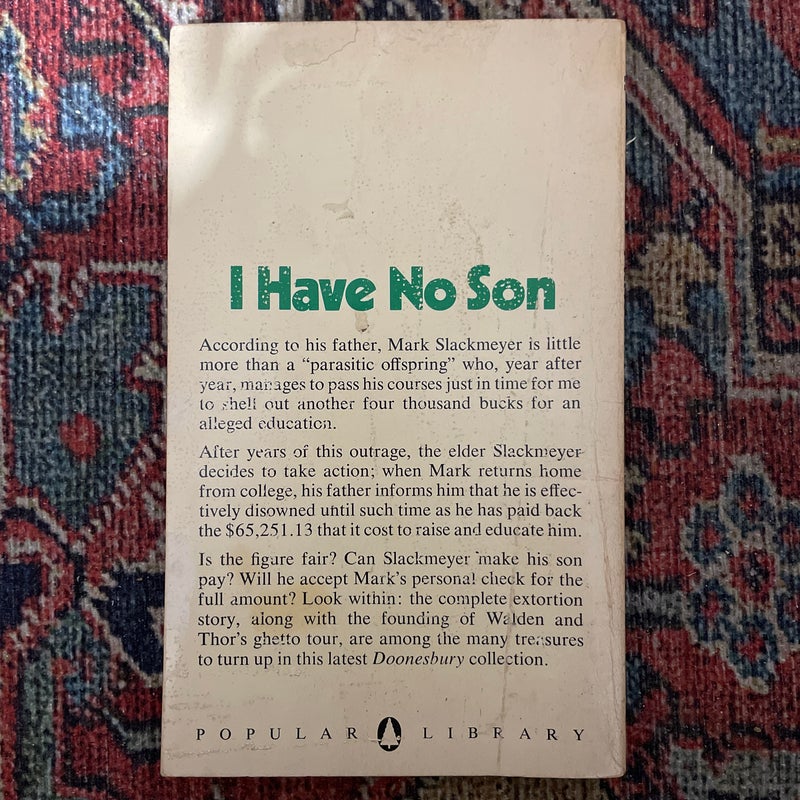 I Have No Son
According to his father, Mark Slackmeyer is little
more than a “parasitic offspring” who, year after
year, manages to pass his courses just in time for me
to shell out another four thousand bucks for an
alleged education.
After years of this outrage, the elder Slackmeyer
decides to take action; when Mark returns home
from college, his father informs him that he is effec-
tively disowned until such time as he has paid back
the $65,251.13 that it cost to raise and educate him.
Is the figure fair? Can Slackmeyer make his son
pay? Will he accept Mark’s personal check for the
full amount? Look within: the complete extortion
story, along with the founding of Walden and
Thor’s ghetto tour, are among the many treasures
to turn up in this latest Doonesbury collection.
POPULAR LIBRARY